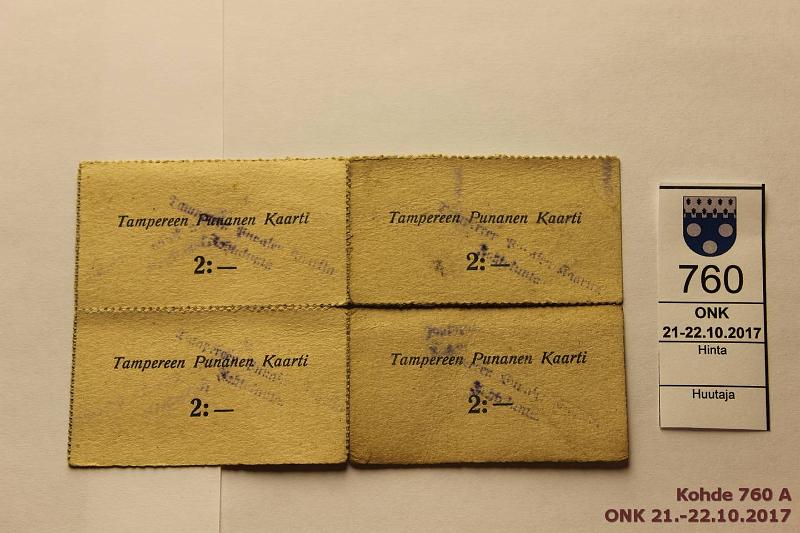 Tampereen Punanen Kaarti
2:—
Tampereen Punanen Kaarti
2:—
Tampereen Punanen Kaarti
2:—
Tampereen Punanen Kaarti
2:—
760
ONK
21-22.10.2017
Hinta
Huutaja
Kohde 760 A
ONK 21.-22.10.2017